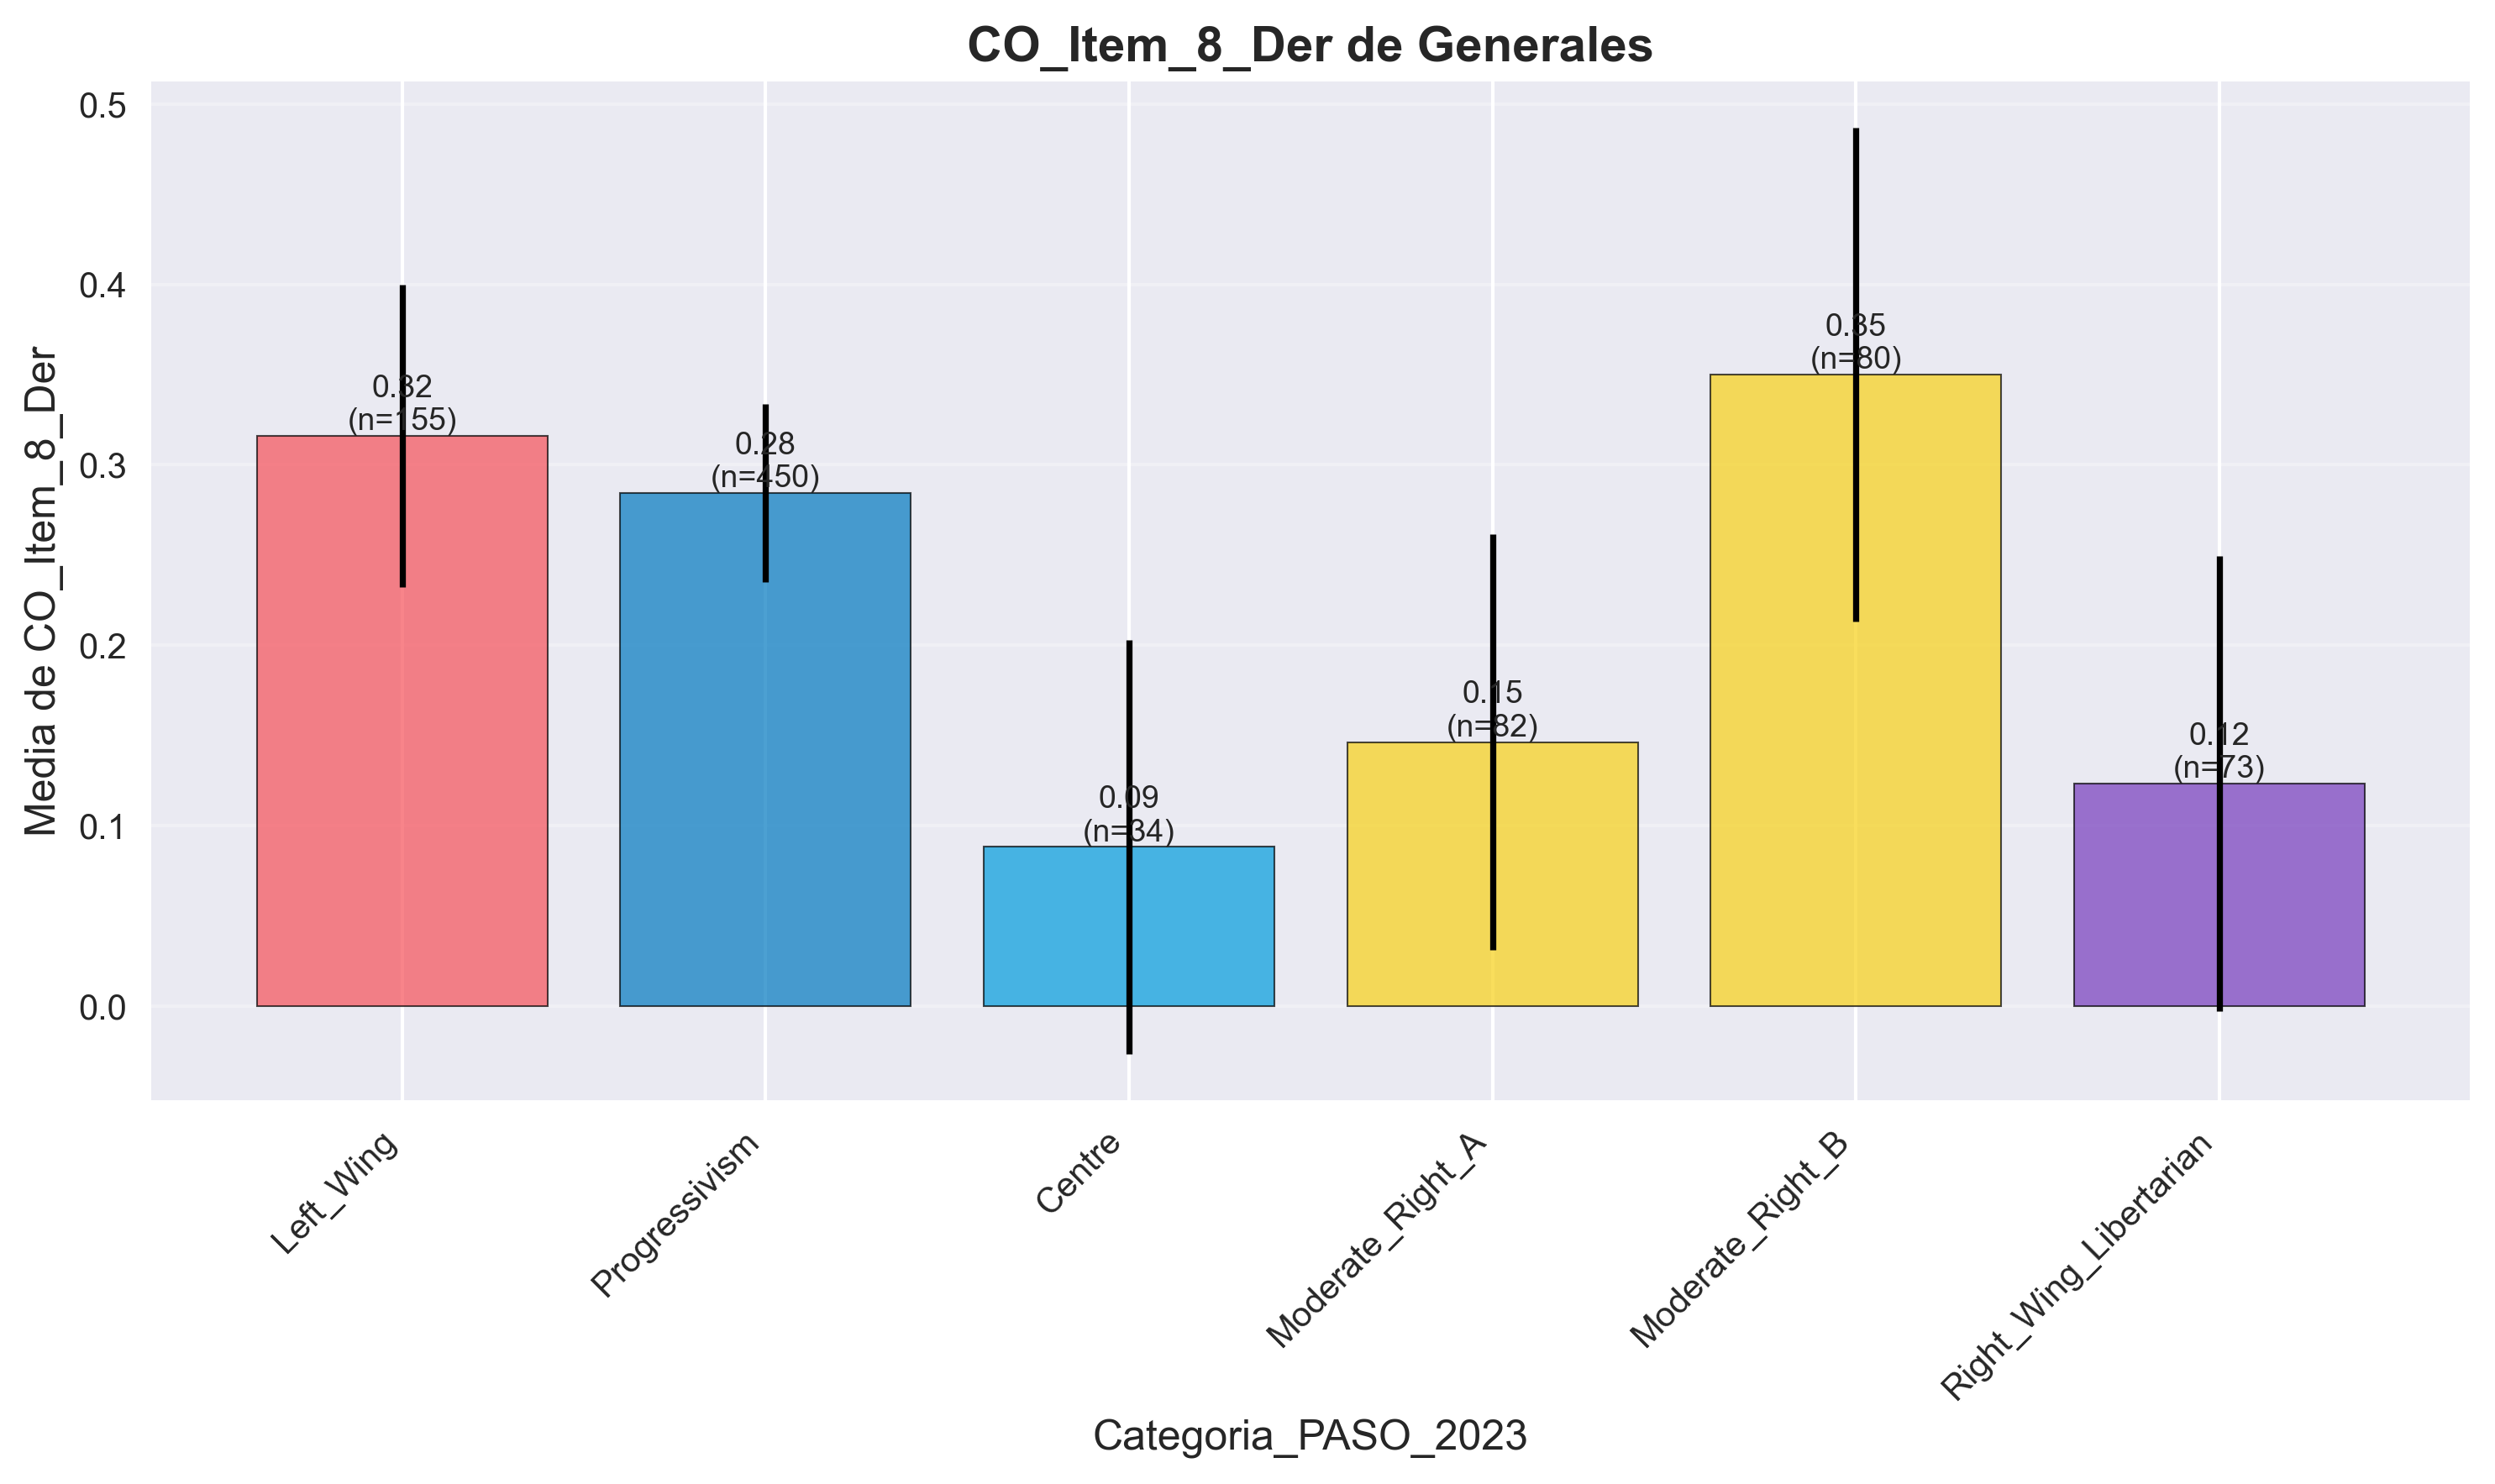 CO_Item_8_Der de Generales
Media de CO_Item_8_Der
0.5
0.4
0.3
0.2
0.1
0.0
0.32
(n=155)
0.28
(n=450)
0.09
(n=34)
0.15
(n=82)
0.35
(n=80)
0.12
(n=73)
Left_Wing
Progressivism
Centre
Moderate_Right_A
Moderate_Right_B
Right_Wing_Libertarian
Categoria_PASO_2023